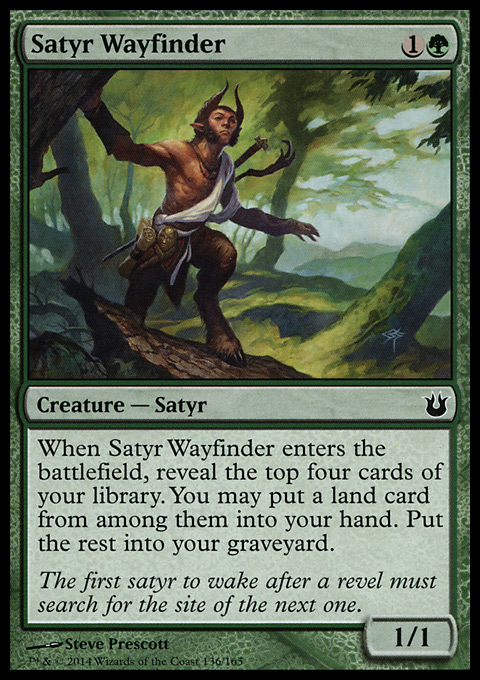 Satyr Wayfinder 1
Creature — Satyr
When Satyr Wayfinder enters the
battlefield, reveal the top four cards of
your library. You may put a land card
from among them into your hand. Put
the rest into your graveyard.
The first satyr to wake after a revel must
search for the site of the next one.
1/1
Steve Prescott
™ & © 2014 Wizards of the Coast 136/165